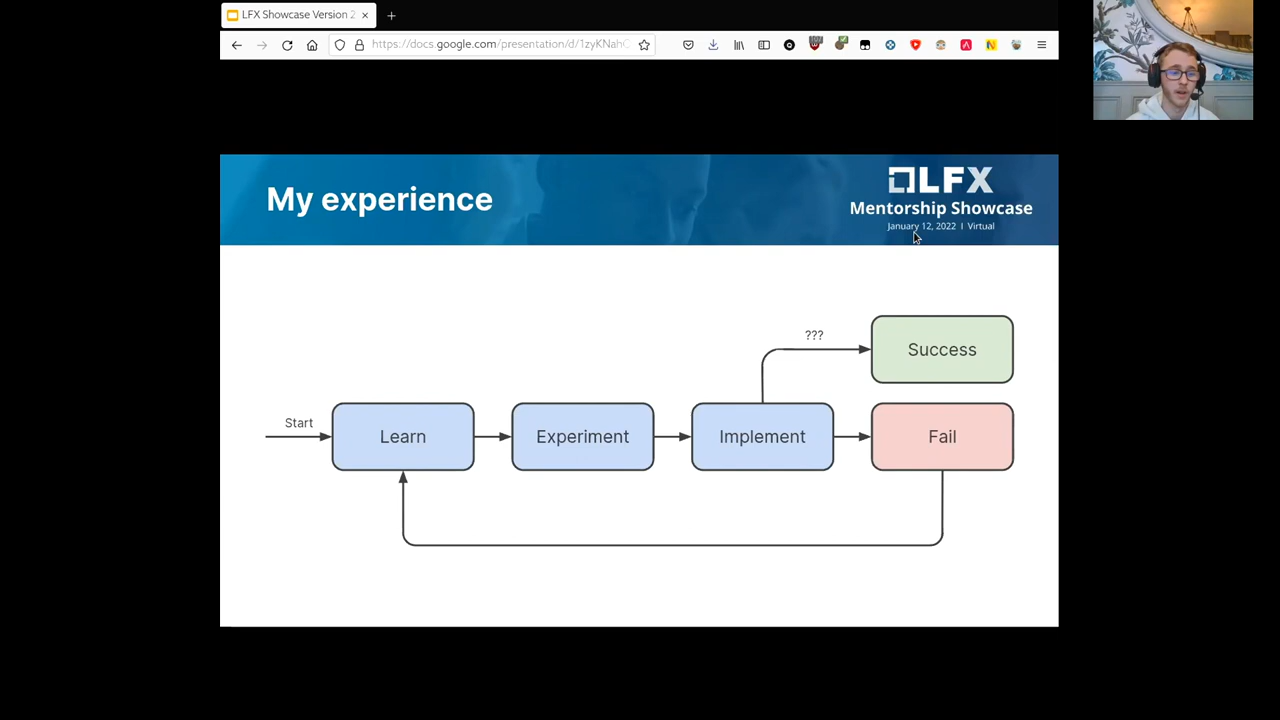 LFX Showcase Version 2
https://docs.google.com/presentation/d/1zyKNahC
My experience
LFX
Mentorship Showcase
January 12, 2022 | Virtual
???
Success
Start
Learn
Experiment
Implement
Fail